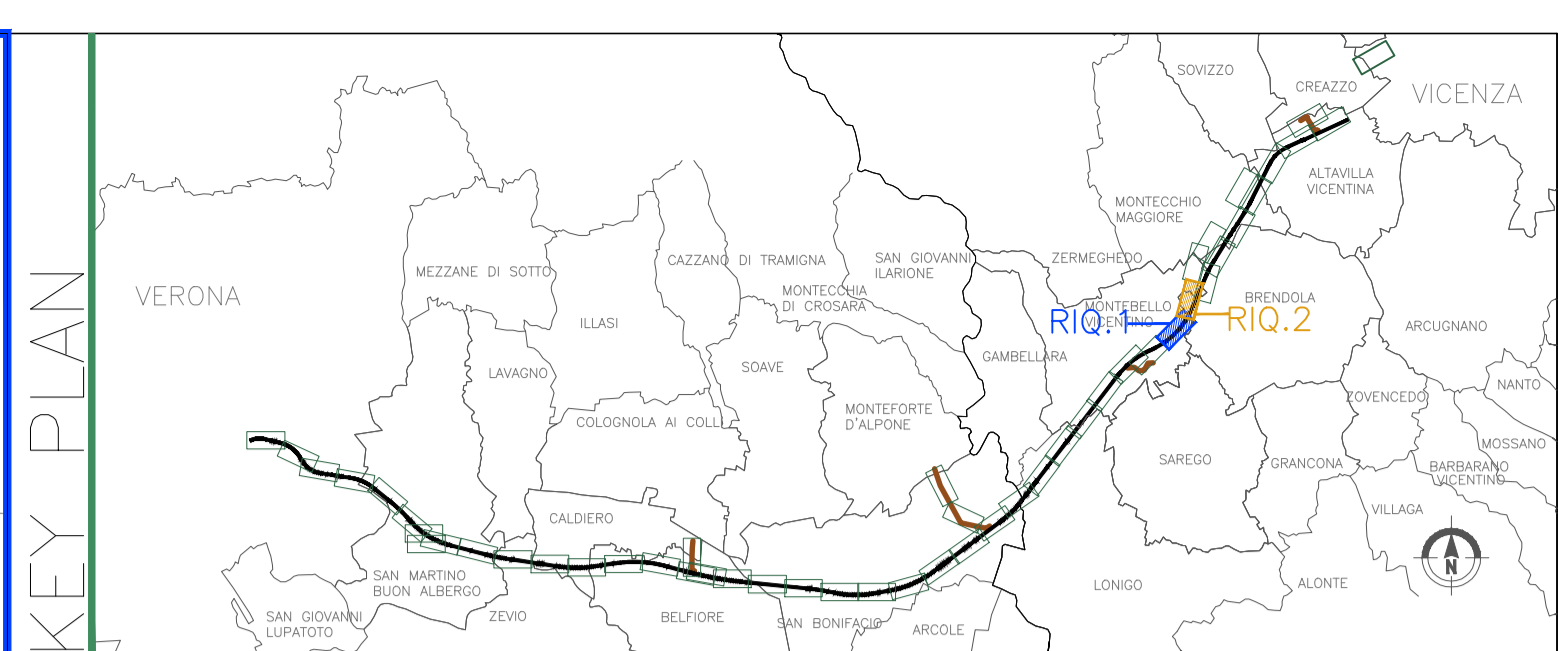 KEY PLAN
SOVIZZO
CREAZZO
VICENZA
ALTAVILLA
VICENTINA
MONTECCHIO
MAGGIORE
ZERMEGHEDO
SAN GIOVANNI
ILARIONE
CAZZANO DI TRAMIGNA
MEZZANE DI SOTTO
MONTECCHIA
DI CROSARA
VERONA
MONTEBELLO
VICENTINO
BRENDOLA
RIQ.1
RIQ.2
ILLASI
ARCUGNANO
GAMBELLARA
SOAVE
LAVAGNO
NANTO
ZOVENCEDO
MONTEFORTE
D'ALPONE
COLOGNOLA AI COLL
MOSSANO
SAREGO
GRANCONA
BARBARANO
VICENTINO
VILLAGA
CALDIERO
N
SAN MARTINO
BUON ALBERGO
LONIGO
ALONTE
SAN GIOVANNI
LUPATOTO
ZEVIO
BELFIORE
SAN BONIFACIO
ARCOLE